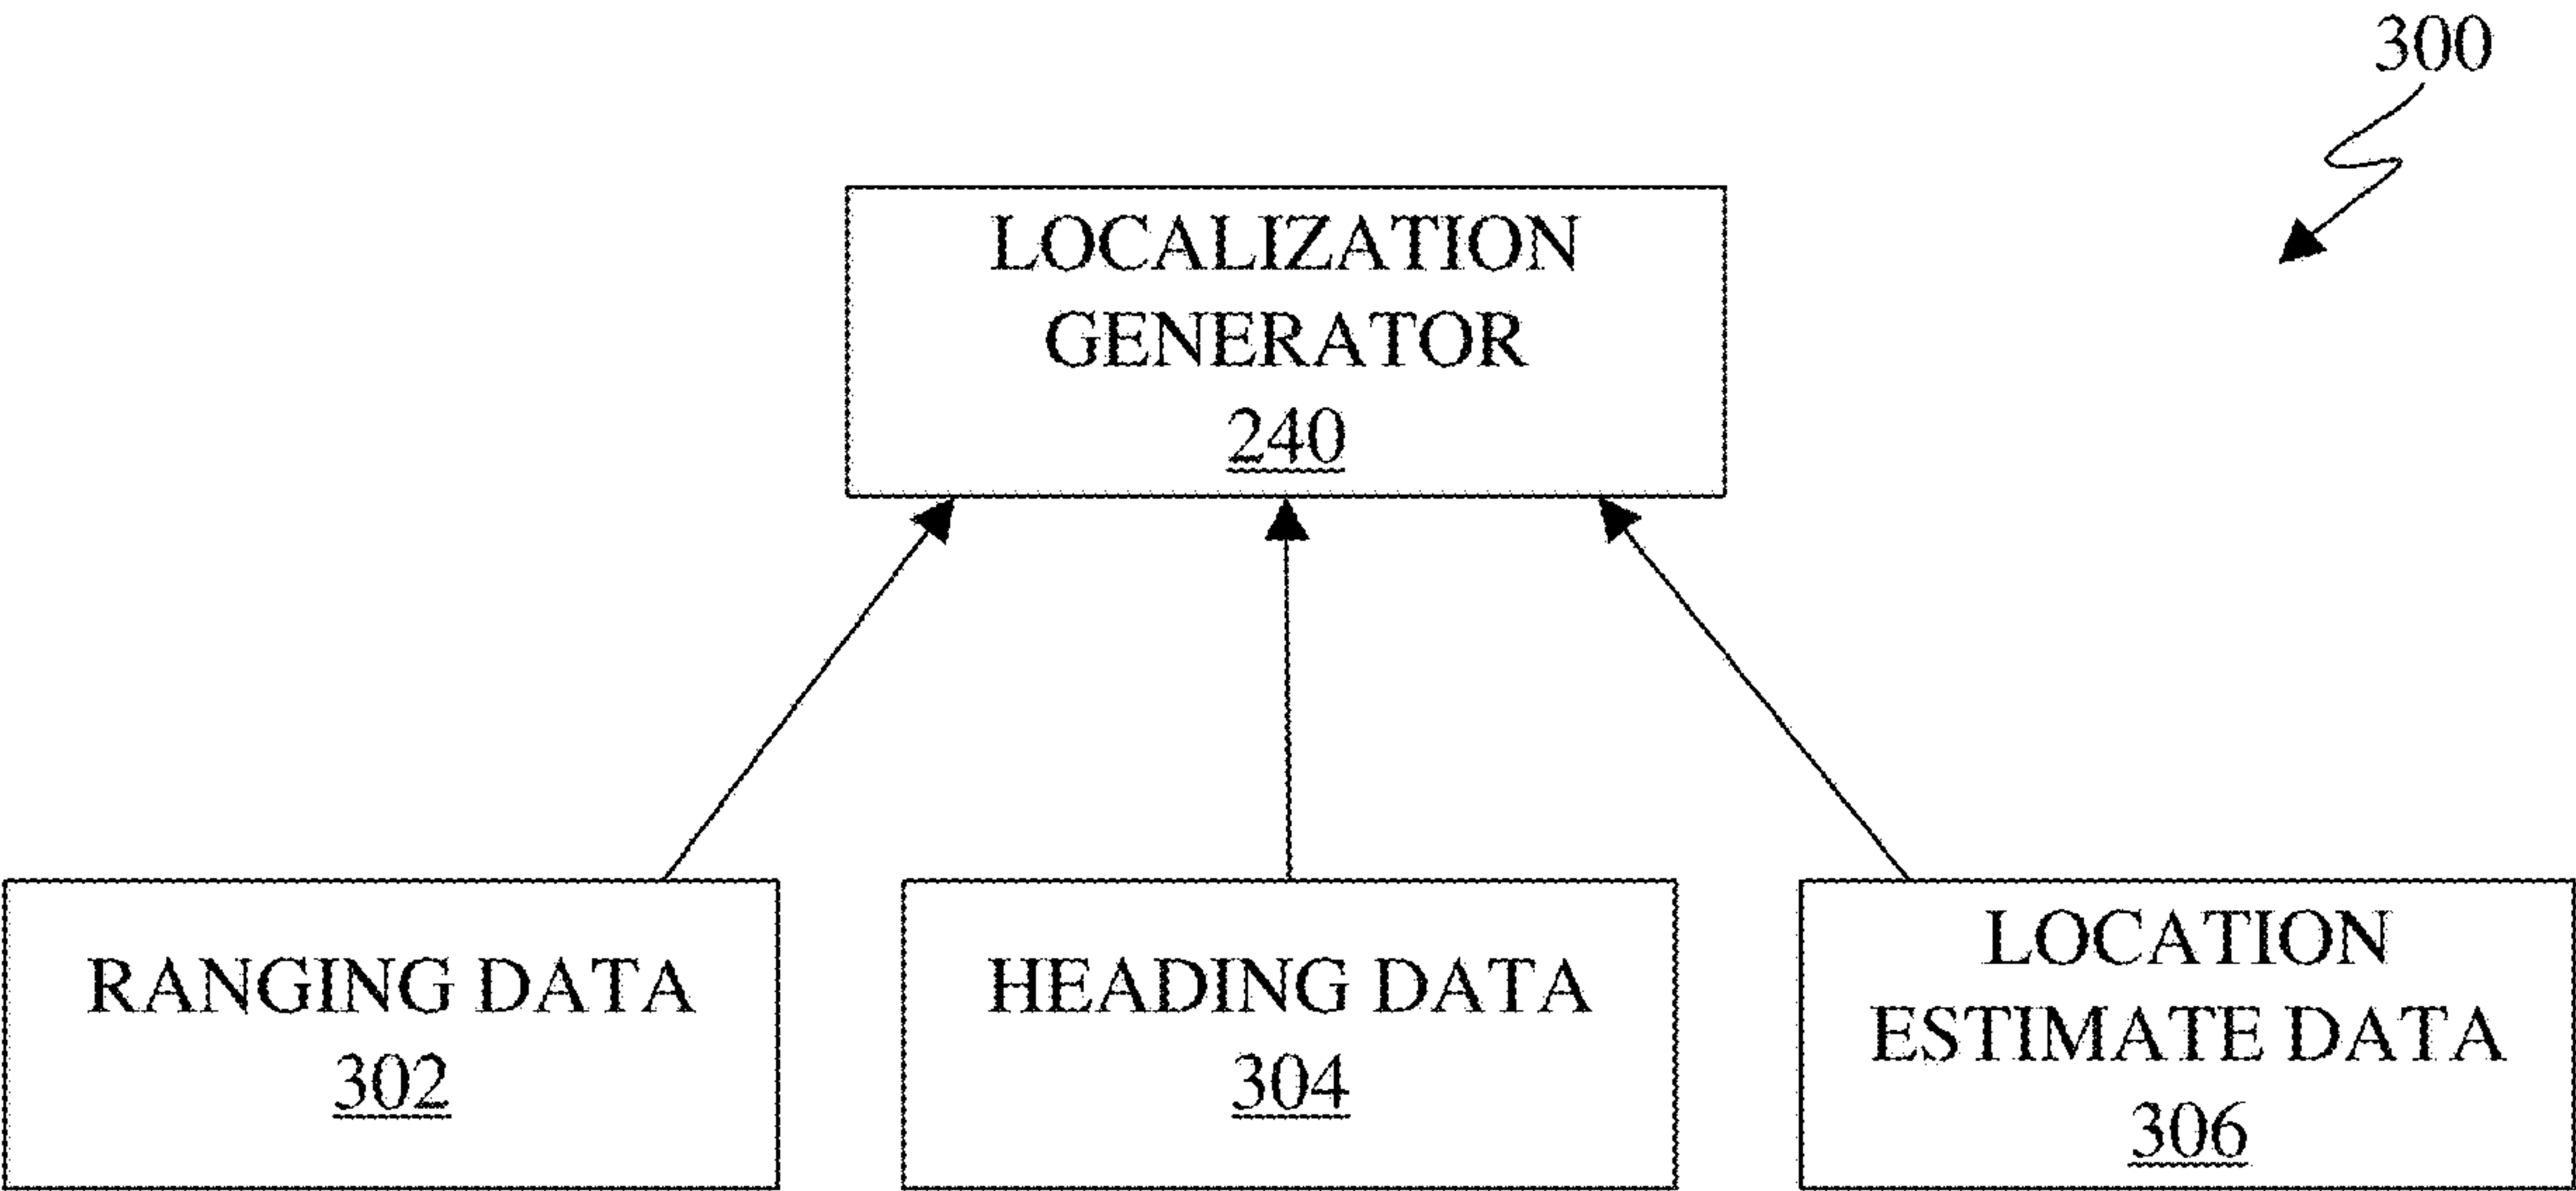 300
LOCALIZATION
GENERATOR
240
RANGING DATA
302
HEADING DATA
304
LOCATION
ESTIMATE DATA
306